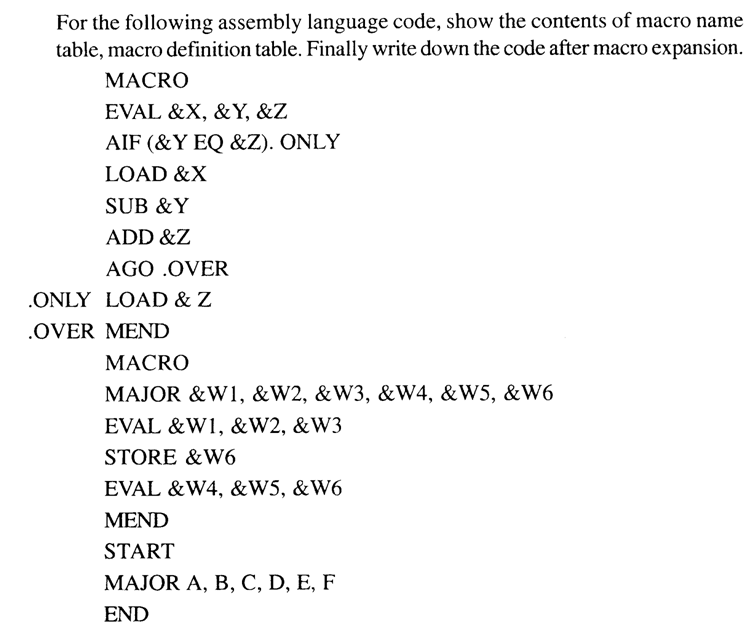 For the following assembly language code, show the contents of macro name
table, macro definition table. Finally write down the code after macro expansion.
MACRO
EVAL &X, &Y, &Z
AIF (&Y EQ &Z). ONLY
LOAD &X
SUB &Y
ADD &Z
AGO .OVER
.ONLY LOAD & Z
.OVER MEND
MACRO
MAJOR &W1, &W2, &W3, &W4, &W5, &W6
EVAL &W1, &W2, &W3
STORE &W6
EVAL &W4, &W5, &W6
MEND
START
MAJOR A, B, C, D, E, F
END